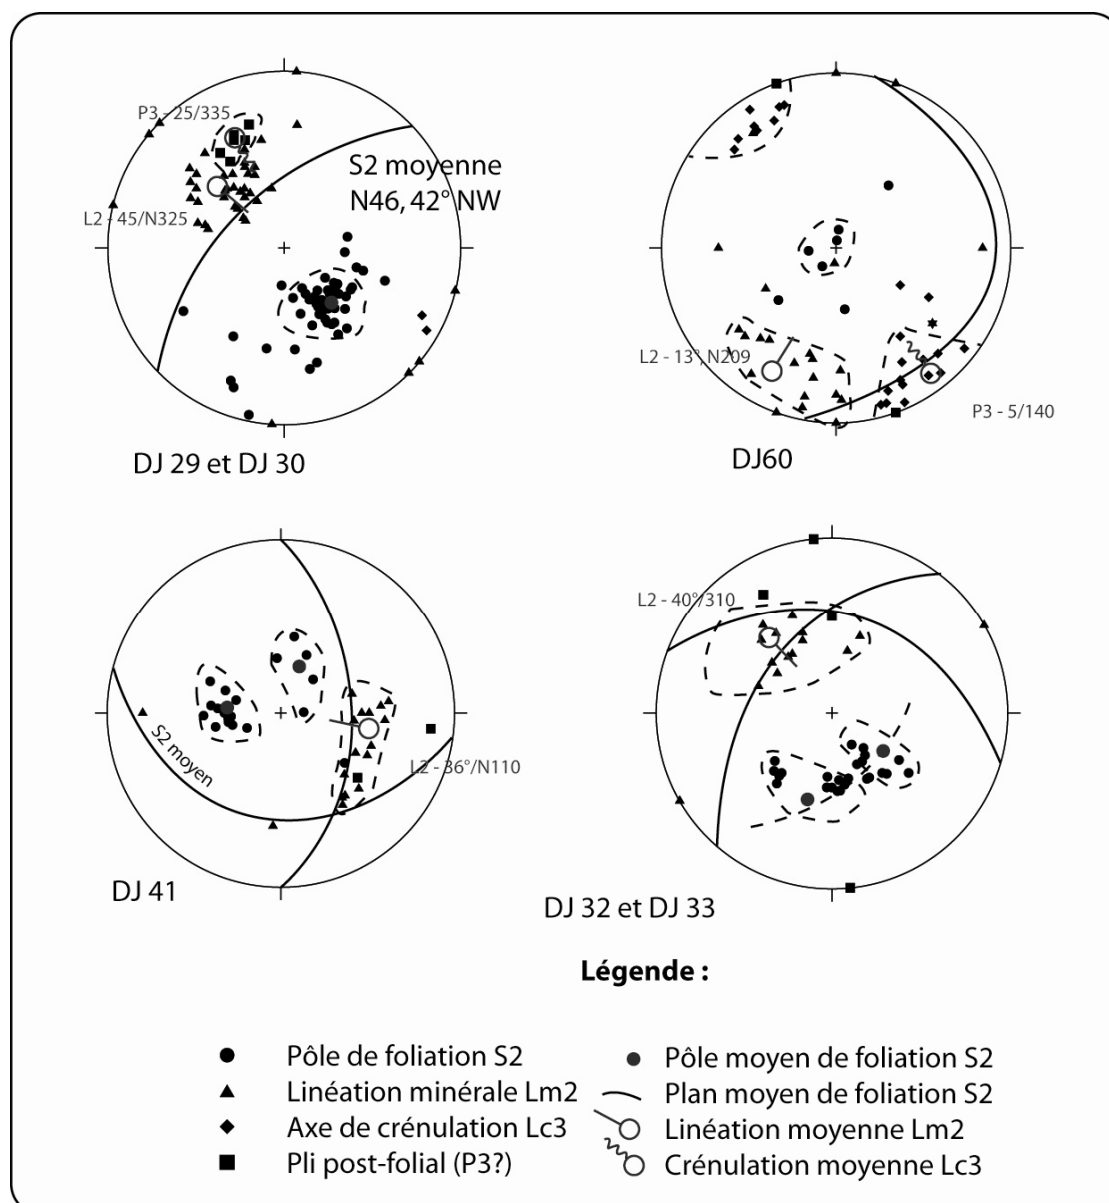 P3 - 25/335
S2 moyenne
N46, 42° NW
L2 - 45/N325
DJ 29 et DJ 30
L2 - 13°, N209
P3 - 5/140
DJ60
S2 moyen
L2 - 36°/N110
DJ 41
L2 - 40°/310
DJ 32 et DJ 33
Légende :
Pôle de foliation S2
Linéation minérale Lm2
Axe de crénulation Lc3
Pli post-folial (P3?)
Pôle moyen de foliation S2
Plan moyen de foliation S2
Linéation moyenne Lm2
Crénulation moyenne Lc3